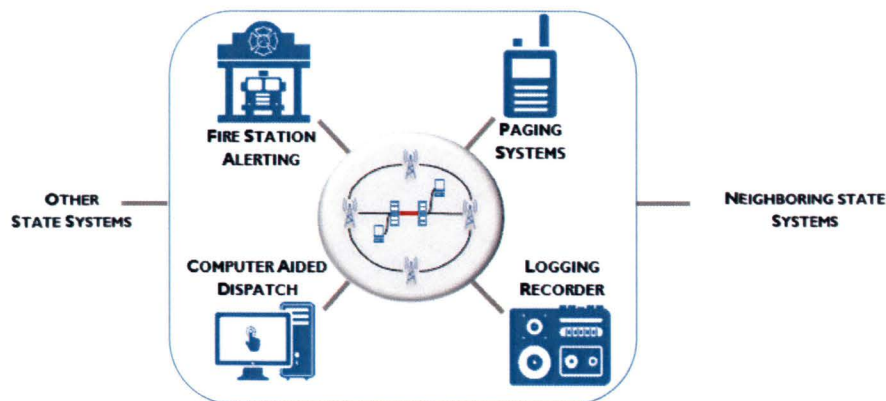 FIRE STATION
ALERTING
PAGING
SYSTEMS
OTHER
STATE SYSTEMS
NEIGHBORING STATE
SYSTEMS
COMPUTER AIDED
DISPATCH
LOGGING
RECORDER